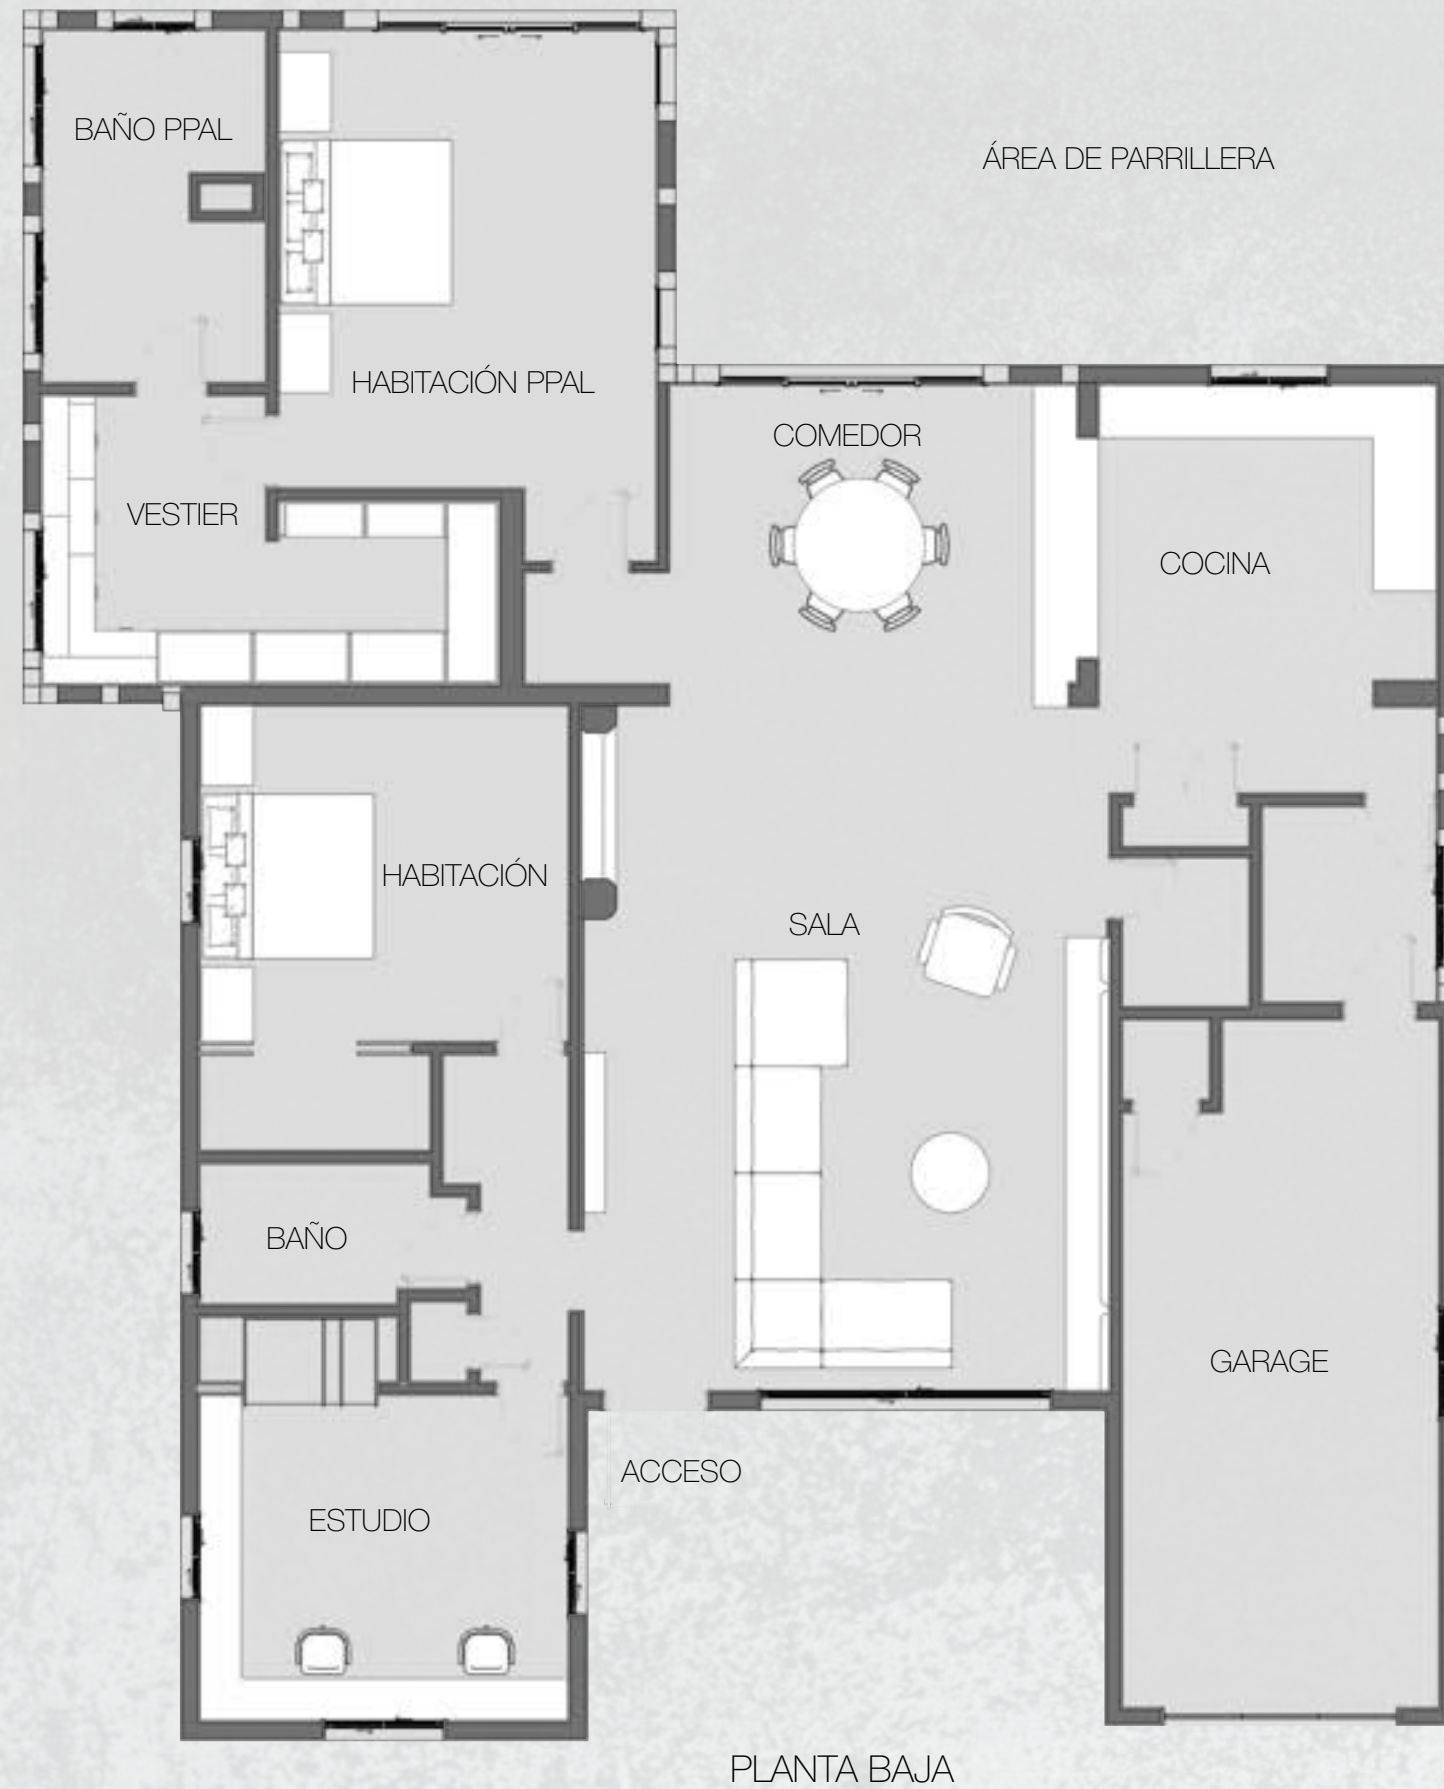 BAÑO PPAL
ÁREA DE PARRILLERA
HABITACIÓN PPAL
COMEDOR
VESTIER
COCINA
HABITACIÓN
SALA
BAÑO
GARAGE
ACCESO
ESTUDIO
PLANTA BAJA